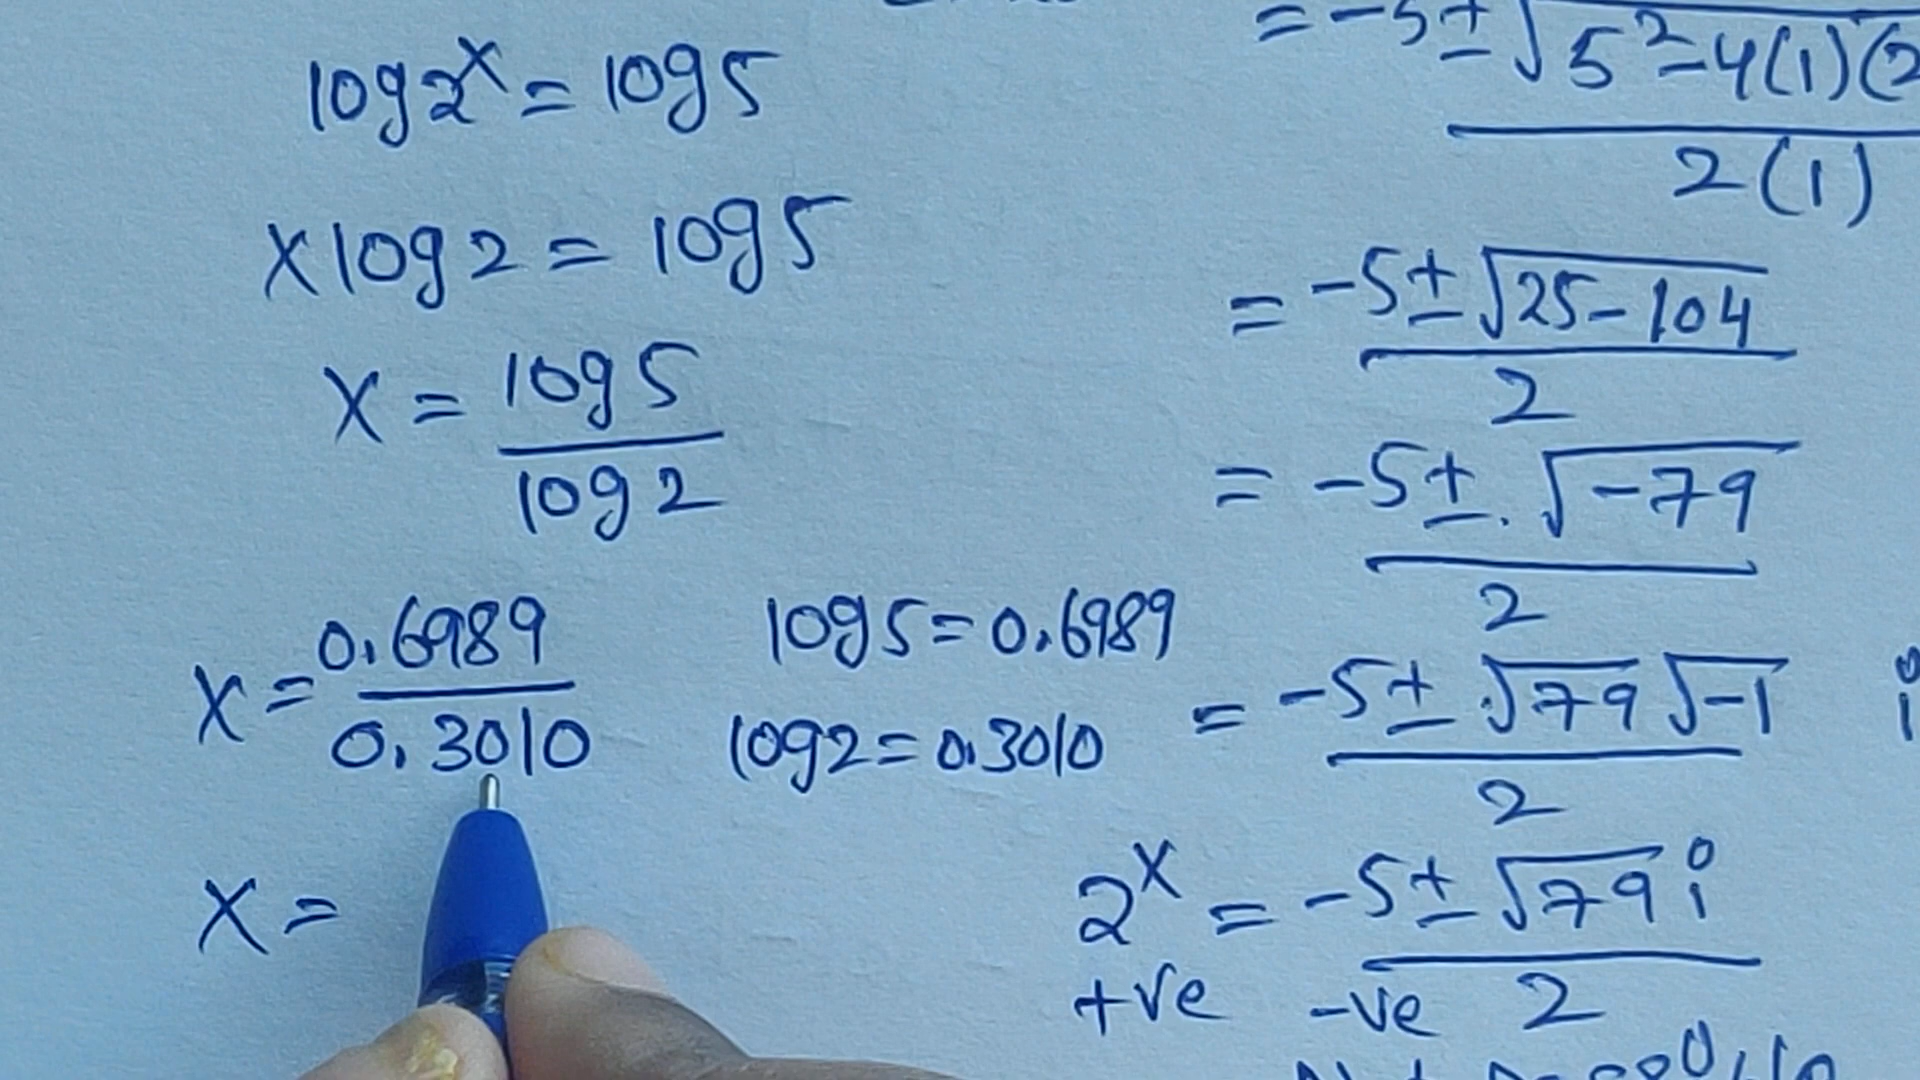 log 2^x = log 5
x log 2 = log 5
x = log 5 / log 2
x = 0.6989 / 0.3010
log 5 = 0.6989
log 2 = 0.3010
x =
= -5 ± √5² - 4(1)(2
2(1)
= -5 ± √25 - 104 / 2
= -5 ± √-79 / 2
= -5 ± √79 √-1 / 2
i
2^x = -5 ± √79 i / 2
+ve -ve